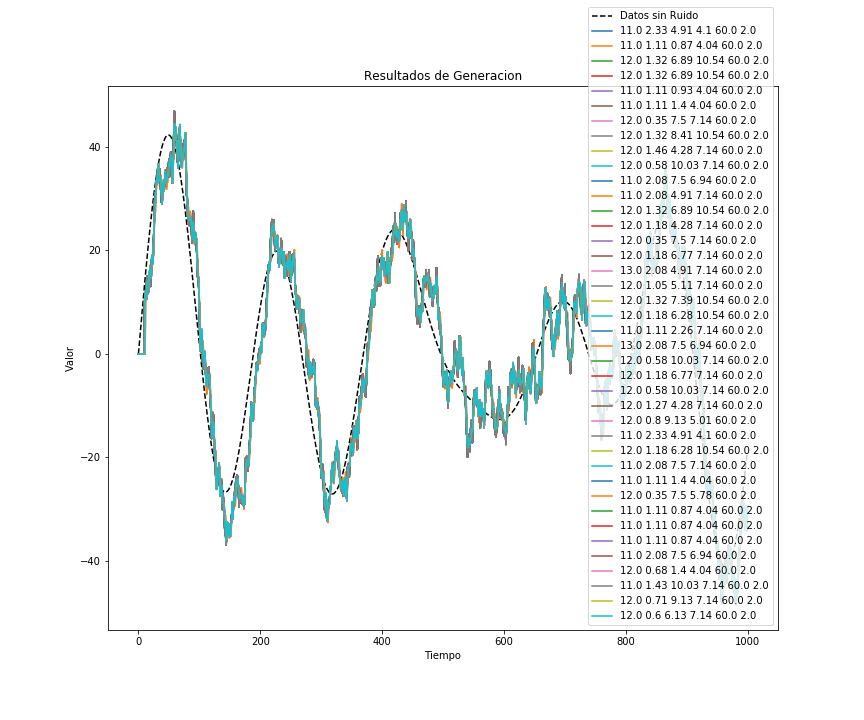 Resultados de Generacion
Valor
40
20
0
−20
−40
0
200
400
600
800
1000
Tiempo
Datos sin Ruido
11.0 2.33 4.91 4.1 60.0 2.0
11.0 1.11 0.87 4.04 60.0 2.0
12.0 1.32 6.89 10.54 60.0 2.0
12.0 1.32 6.89 10.54 60.0 2.0
11.0 1.11 0.93 4.04 60.0 2.0
11.0 1.11 1.4 4.04 60.0 2.0
12.0 0.35 7.5 7.14 60.0 2.0
12.0 1.32 8.41 10.54 60.0 2.0
12.0 1.46 4.28 7.14 60.0 2.0
12.0 0.58 10.03 7.14 60.0 2.0
11.0 2.08 7.5 6.94 60.0 2.0
11.0 2.08 4.91 7.14 60.0 2.0
12.0 1.32 6.89 10.54 60.0 2.0
12.0 1.18 4.28 7.14 60.0 2.0
12.0 0.35 7.5 7.14 60.0 2.0
12.0 1.18 6.77 7.14 60.0 2.0
13.0 2.08 4.91 7.14 60.0 2.0
12.0 0.05 5.11 7.14 60.0 2.0
12.0 1.32 7.39 10.54 60.0 2.0
12.0 1.18 6.28 10.54 60.0 2.0
11.0 1.11 2.26 7.14 60.0 2.0
13.0 2.08 7.5 6.94 60.0 2.0
12.0 0.58 10.03 7.14 60.0 2.0
12.0 1.18 6.77 7.14 60.0 2.0
12.0 0.58 10.03 7.14 60.0 2.0
12.0 1.27 4.28 7.14 60.0 2.0
12.0 0.8 9.13 5.01 60.0 2.0
11.0 2.33 4.91 4.1 60.0 2.0
12.0 1.18 6.28 10.54 60.0 2.0
11.0 2.08 7.5 7.14 60.0 2.0
11.0 1.11 1.4 4.04 60.0 2.0
12.0 0.35 7.5 5.78 60.0 2.0
11.0 1.11 0.87 4.04 60.0 2.0
11.0 1.11 0.87 4.04 60.0 2.0
11.0 1.11 0.87 4.04 60.0 2.0
11.0 2.08 7.5 6.94 60.0 2.0
12.0 0.68 1.4 4.04 60.0 2.0
11.0 1.43 10.03 7.14 60.0 2.0
12.0 0.71 9.13 7.14 60.0 2.0
12.0 0.6 6.13 7.14 60.0 2.0